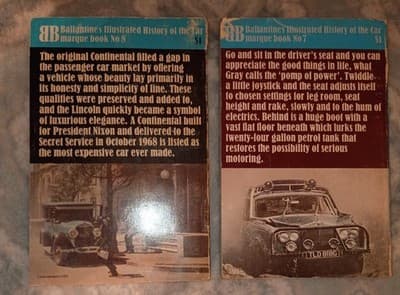 BB Ballantine's Illustrated History of the Car
marque book No 8 $1
The original Continental filled a gap in
the passenger car market by offering
a vehicle whose beauty lay primarily in
its honesty and simplicity of line. These
qualities were preserved and added to,
and the Lincoln quickly became a symbol
of luxurious elegance. A Continental built
for President Nixon and delivered to the
Secret Service in October 1968 is listed as
the most expensive car ever made.
BB Ballantine's Illustrated History of the Car
marque book No 7 $1
Go and sit in the driver's seat and you can
appreciate the good things in life, what
Gray calls the 'pomp of power'. Twiddle
a little joystick and the seat adjusts itself
to chosen settings for leg room, seat
height and rake, slowly and to the hum of
electrics. Behind is a huge boot with a
vast flat floor beneath which lurks the
twenty-four gallon petrol tank that
restores the possibility of serious
motoring.